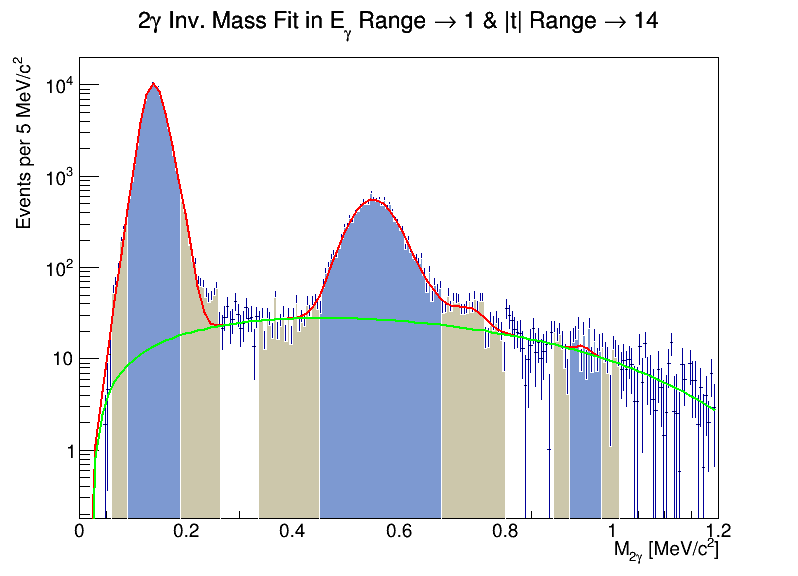 2γ Inv. Mass Fit in Eγ Range → 1 & |t| Range → 14
Events per 5 MeV/c²
10⁴
10³
10²
10
1
0 0.2 0.4 0.6 0.8 1 1.2
M2γ [MeV/c²]